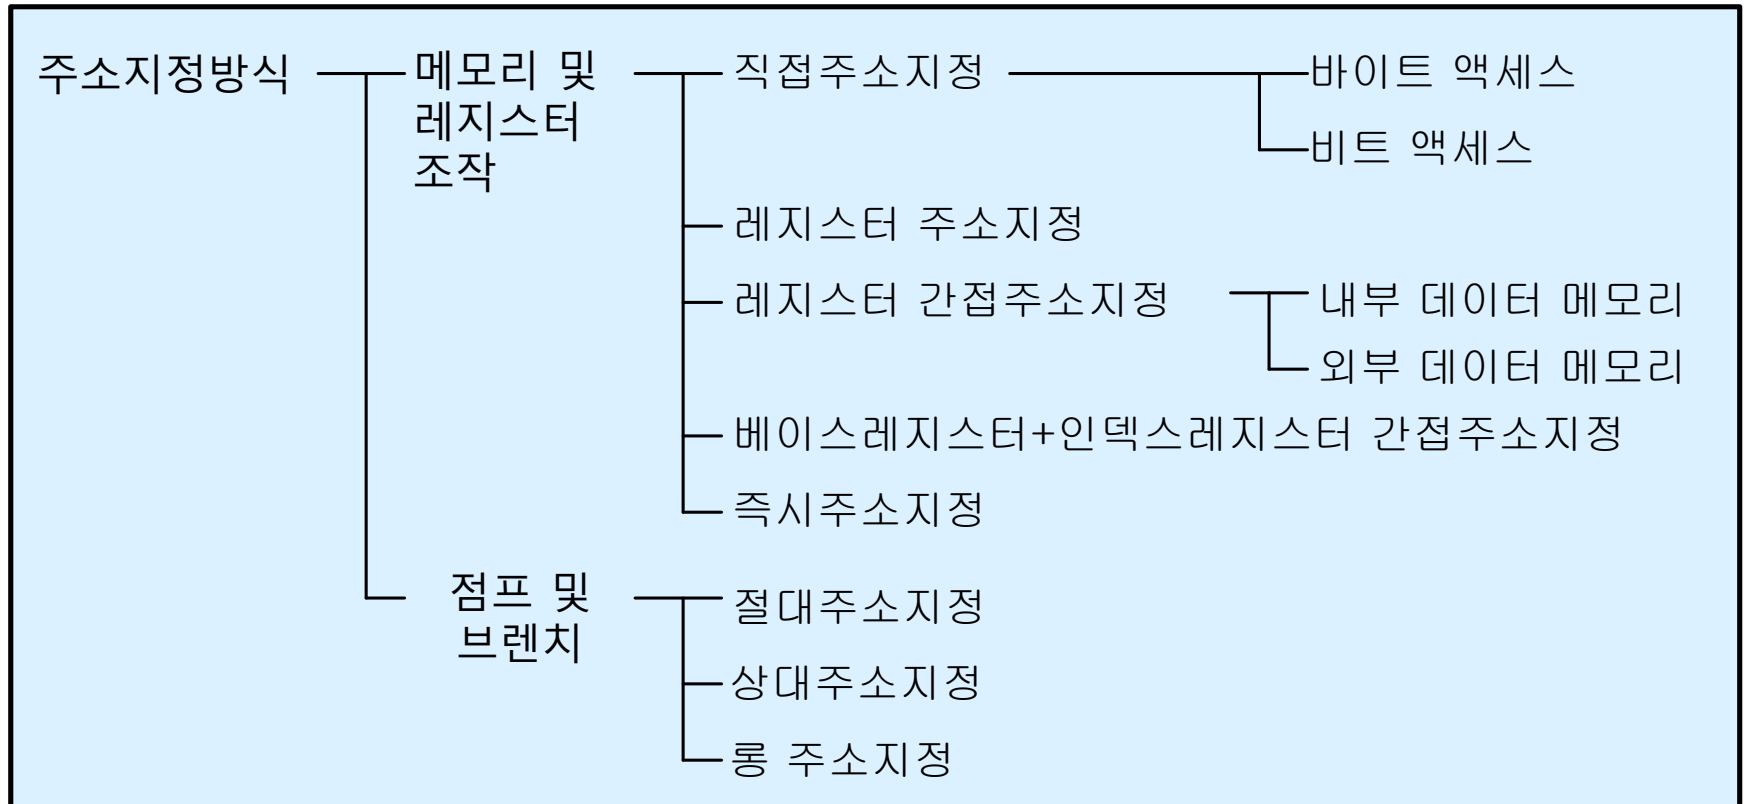 주소지정방식
메모리 및
레지스터
조작
직접주소지정
바이트 액세스
비트 액세스
레지스터 주소지정
레지스터 간접주소지정
내부 데이터 메모리
외부 데이터 메모리
베이스레지스터+인덱스레지스터 간접주소지정
즉시주소지정
점프 및
브렌치
절대주소지정
상대주소지정
롱 주소지정